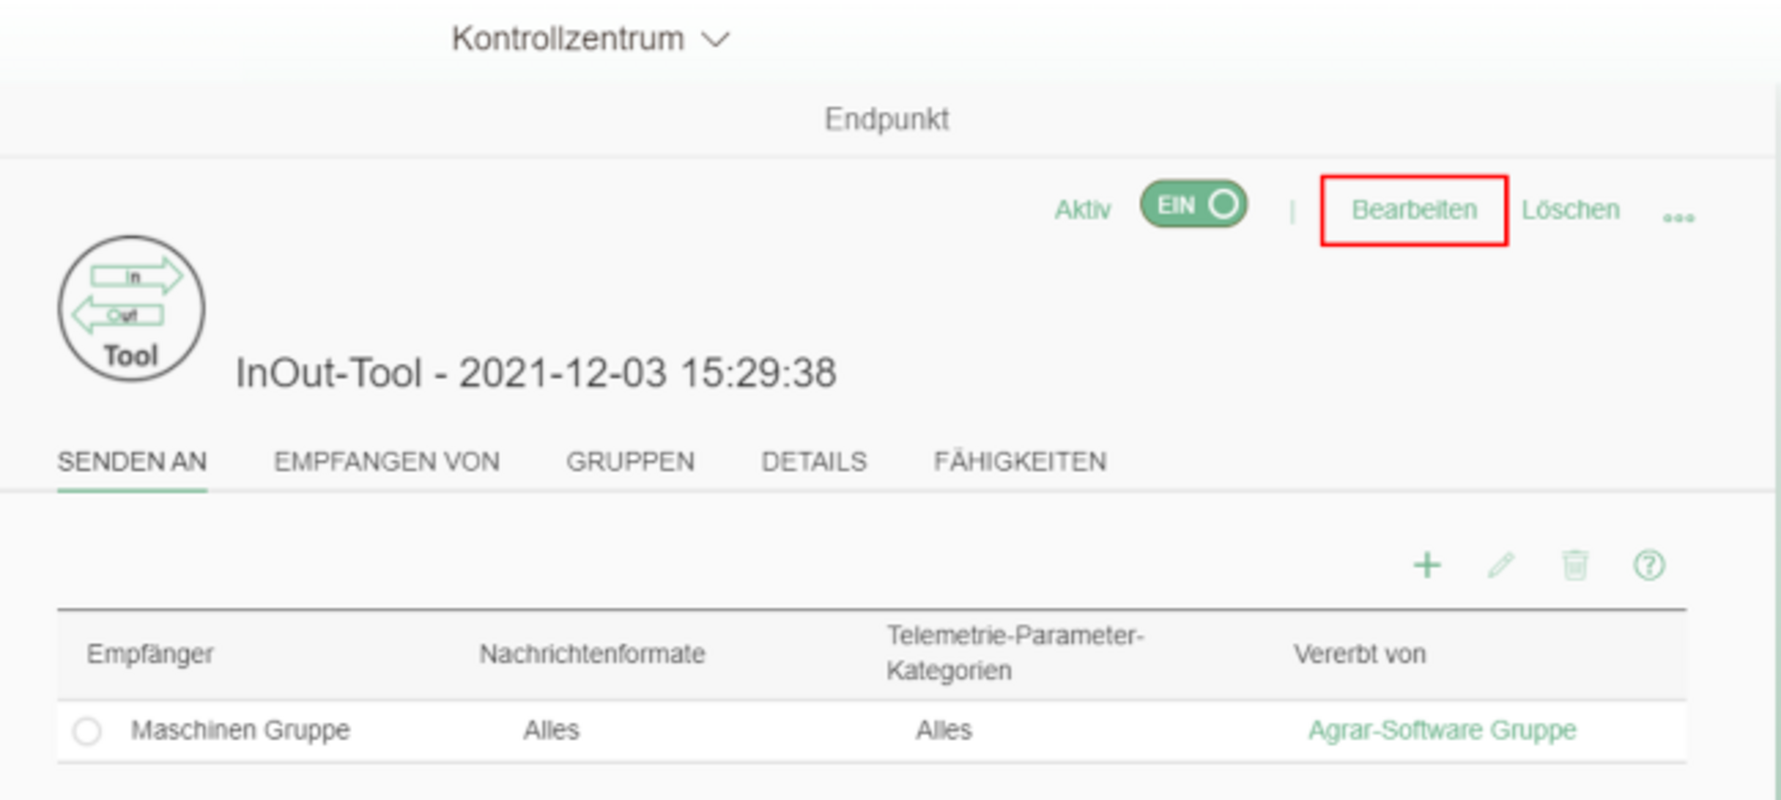 Kontrollzentrum
Endpunkt
Aktiv EIN | Bearbeiten Löschen
In
Out
Tool
InOut-Tool - 2021-12-03 15:29:38
SENDEN AN EMPFANGEN VON GRUPPEN DETAILS FÄHIGKEITEN
Empfänger Nachrichtenformate Telemetrie-Parameter-
Kategorien Vererbt von
Maschinen Gruppe Alles Alles Agrar-Software Gruppe